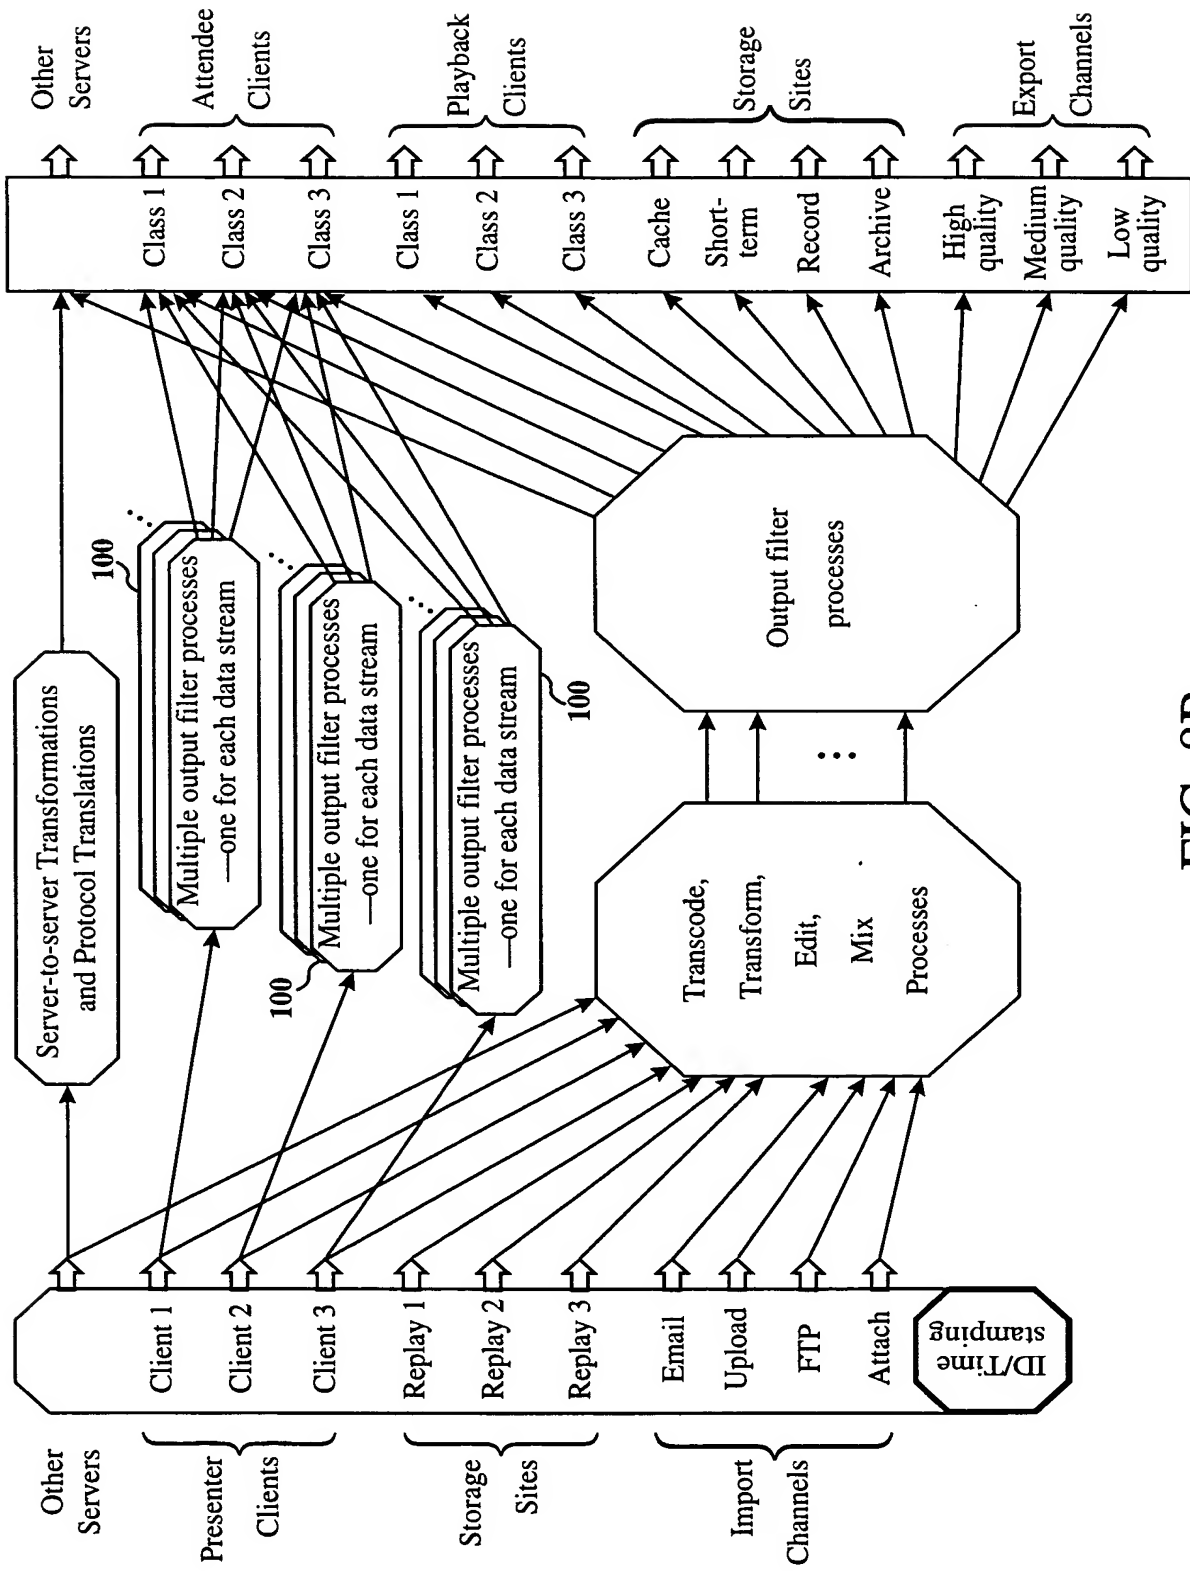 Other
Servers
Presenter
Clients
Storage
Sites
Import
Channels
Client 1
Client 2
Client 3
Replay 1
Replay 2
Replay 3
Email
Upload
FTP
Attach
ID/Time
stamping
Server-to-server Transformations
and Protocol Translations
100
Multiple output filter processes
—one for each data stream
100
Multiple output filter processes
—one for each data stream
Multiple output filter processes
—one for each data stream
100
Transcode,
Transform,
Edit,
Mix
Processes
Output filter
processes
Class 1
Class 2
Class 3
Class 1
Class 2
Class 3
Cache
Short-
term
Record
Archive
High
quality
Medium
quality
Low
quality
Other
Servers
Attendee
Clients
Playback
Clients
Storage
Sites
Export
Channels